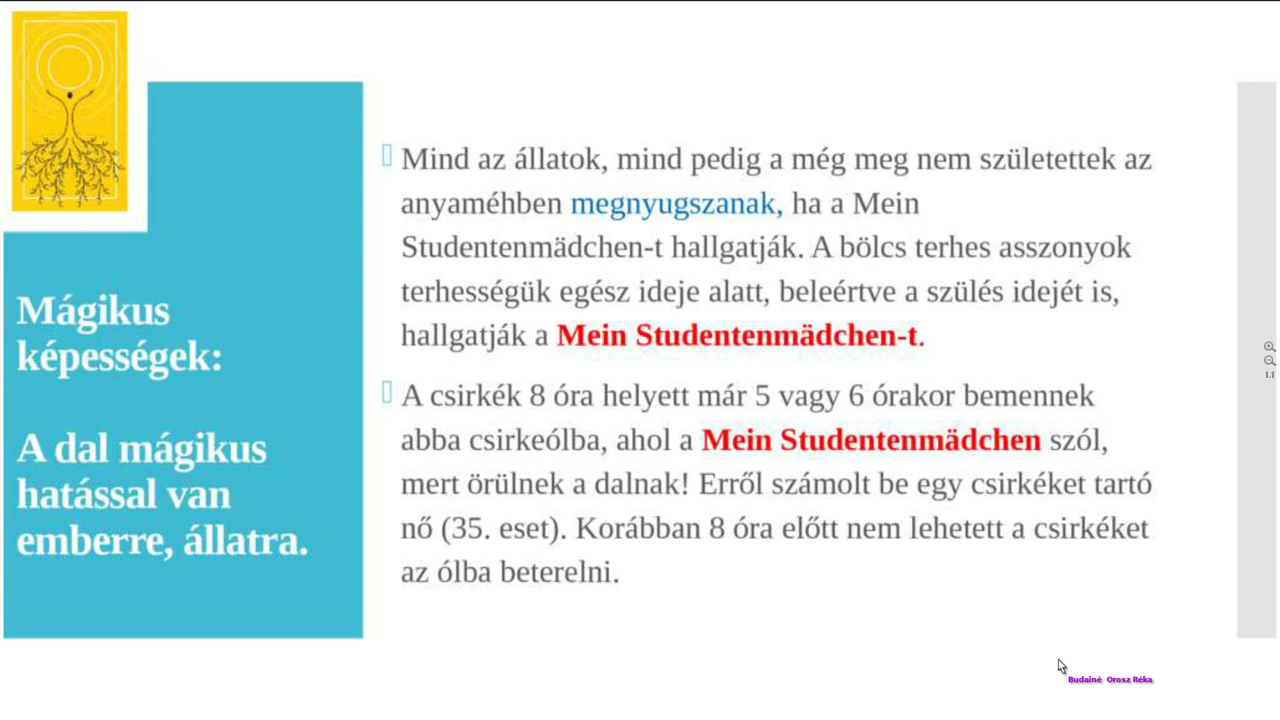 Mágikus
képességek:
A dal mágikus
hatással van
emberre, állatra.
Mind az állatok, mind pedig a még meg nem születettek az
anyaméhben megnyugszanak, ha a Mein
Studentenmädchen-t hallgatják. A bölcs terhes asszonyok
terhességük egész ideje alatt, beleértve a szülés idejét is,
hallgatják a Mein Studentenmädchen-t.
A csirkék 8 óra helyett már 5 vagy 6 órakor bemennek
abba csirkeólba, ahol a Mein Studentenmädchen szól,
mert örülnek a dalnak! Erről számolt be egy csirkéket tartó
nő (35. eset). Korábban 8 óra előtt nem lehetett a csirkéket
az ólba beterelni.
1:1
Budainé Orosz Réka